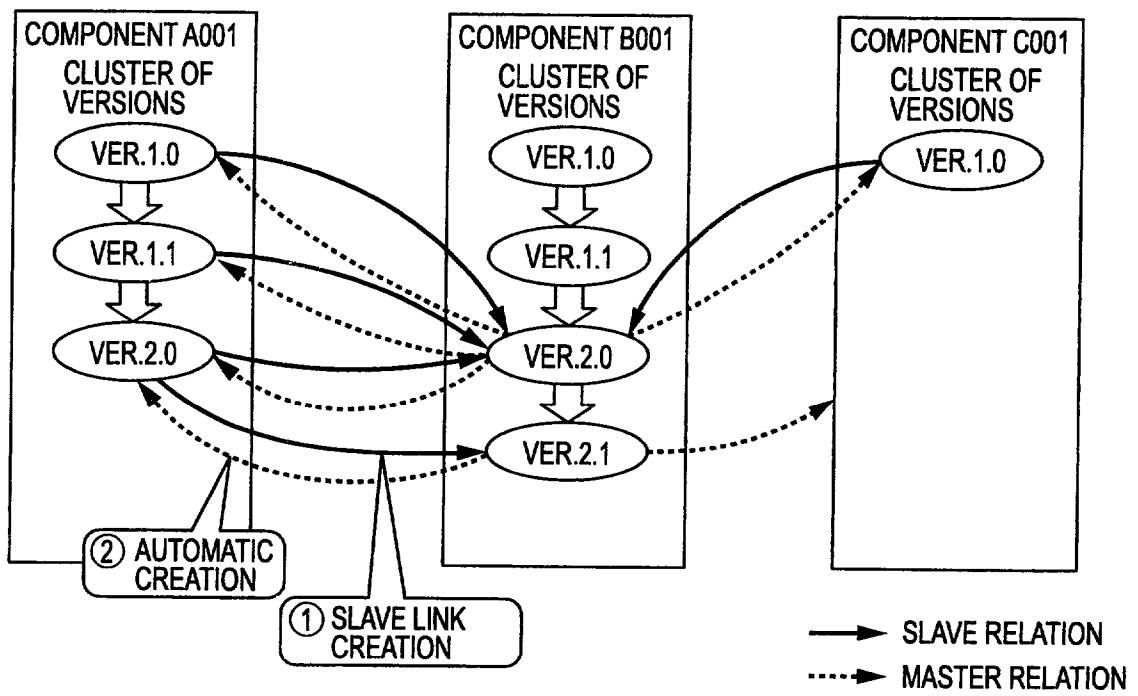 COMPONENT A001
CLUSTER OF
VERSIONS
VER.1.0
VER.1.1
VER.2.0
COMPONENT B001
CLUSTER OF
VERSIONS
VER.1.0
VER.1.1
VER.2.0
VER.2.1
COMPONENT C001
CLUSTER OF
VERSIONS
VER.1.0
② AUTOMATIC
CREATION
① SLAVE LINK
CREATION
SLAVE RELATION
MASTER RELATION